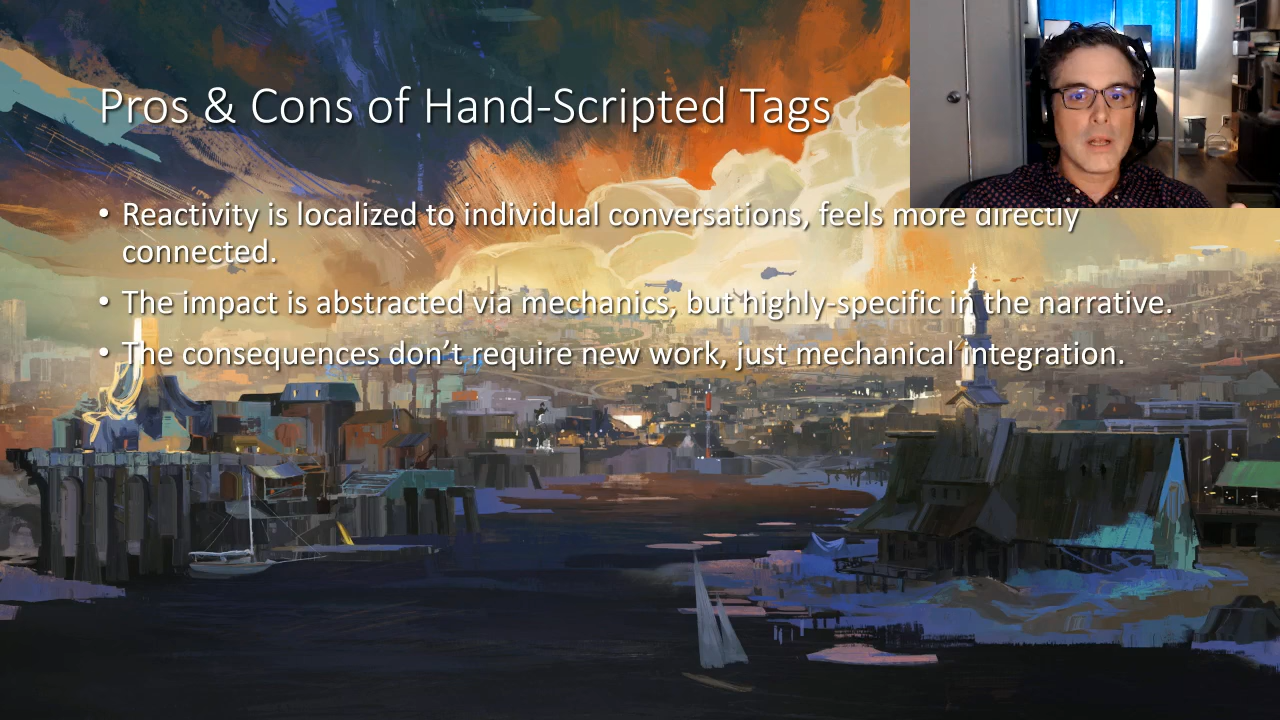 Pros & Cons of Hand-Scripted Tags
• Reactivity is localized to individual conversations, feels more directly
connected.
• The impact is abstracted via mechanics, but highly-specific in the narrative.
• The consequences don’t require new work, just mechanical integration.